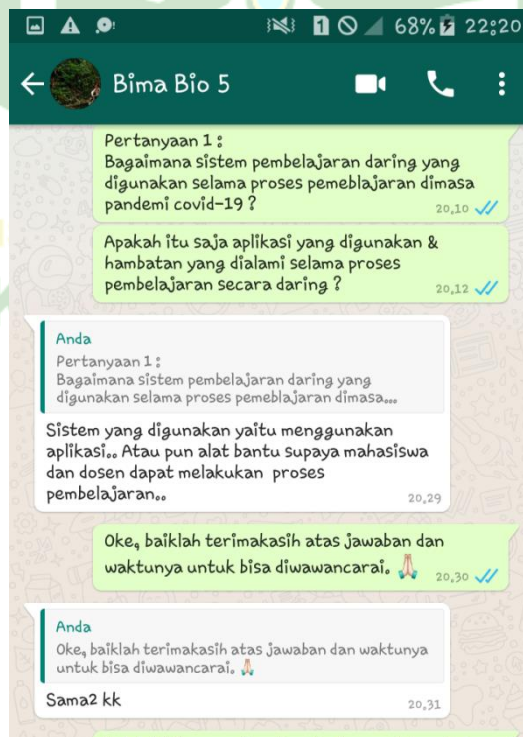 68% 22:20
Bima Bio 5
Pertanyaan 1 :
Bagaimana sistem pembelajaran daring yang
digunakan selama proses pemeblajaran dimasa
pandemi covid-19 ?
20,10
Apakah itu saja aplikasi yang digunakan &
hambatan yang dialami selama proses
pembelajaran secara daring ?
20,12
Anda
Pertanyaan 1 :
Bagaimana sistem pembelajaran daring yang
digunakan selama proses pemeblajaran dimasa...
Sistem yang digunakan yaitu menggunakan
aplikasi.. Atau pun alat bantu supaya mahasiswa
dan dosen dapat melakukan proses
pembelajaran..
20,29
Oke, baiklah terimakasih atas jawaban dan
waktunya untuk bisa diwawancarai. 🙏
20,30
Anda
Oke, baiklah terimakasih atas jawaban dan waktunya
untuk bisa diwawancarai. 🙏
Sama2 kk
20,31